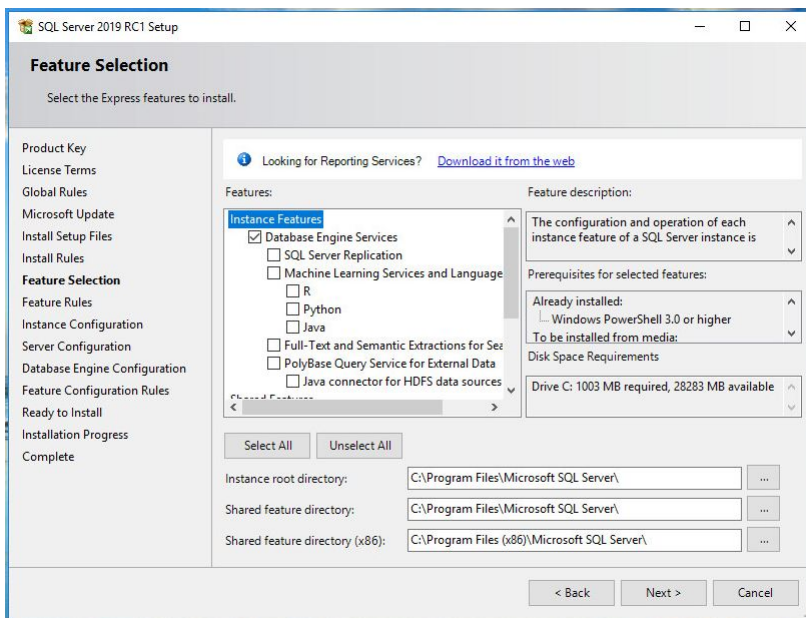 SQL Server 2019 RC1 Setup
Feature Selection
Select the Express features to install.
Product Key
License Terms
Global Rules
Microsoft Update
Install Setup Files
Install Rules
Feature Selection
Feature Rules
Instance Configuration
Server Configuration
Database Engine Configuration
Feature Configuration Rules
Ready to Install
Installation Progress
Complete
Looking for Reporting Services? Download it from the web
Features:
Instance Features
Database Engine Services
SQL Server Replication
Machine Learning Services and Language
R
Python
Java
Full-Text and Semantic Extractions for Sea
PolyBase Query Service for External Data
Java connector for HDFS data sources
Shared Features
Feature description:
The configuration and operation of each
instance feature of a SQL Server instance is
Prerequisites for selected features:
Already installed:
Windows PowerShell 3.0 or higher
To be installed from media:
Disk Space Requirements
Drive C: 1003 MB required, 28283 MB available
Select All
Unselect All
Instance root directory: C:\Program Files\Microsoft SQL Server\ ...
Shared feature directory: C:\Program Files\Microsoft SQL Server\ ...
Shared feature directory (x86): C:\Program Files (x86)\Microsoft SQL Server\ ...
< Back
Next >
Cancel